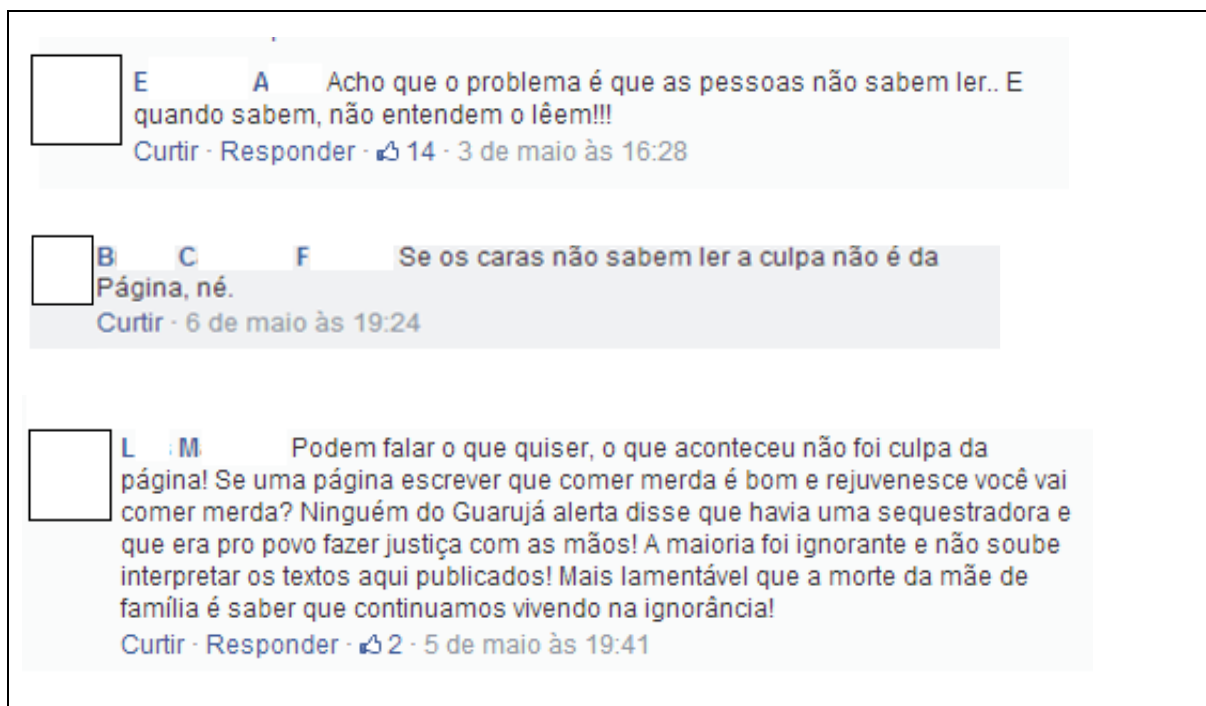 E A Acho que o problema é que as pessoas não sabem ler.. E
quando sabem, não entendem o lêem!!!
Curtir · Responder · 14 · 3 de maio às 16:28
B C F Se os caras não sabem ler a culpa não é da
Página, né.
Curtir · 6 de maio às 19:24
L M Podem falar o que quiser, o que aconteceu não foi culpa da
página! Se uma página escrever que comer merda é bom e rejuvenesce você vai
comer merda? Ninguém do Guarujá alerta disse que havia uma sequestradora e
que era pro povo fazer justiça com as mãos! A maioria foi ignorante e não soube
interpretar os textos aqui publicados! Mais lamentável que a morte da mãe de
família é saber que continuamos vivendo na ignorância!
Curtir · Responder · 2 · 5 de maio às 19:41